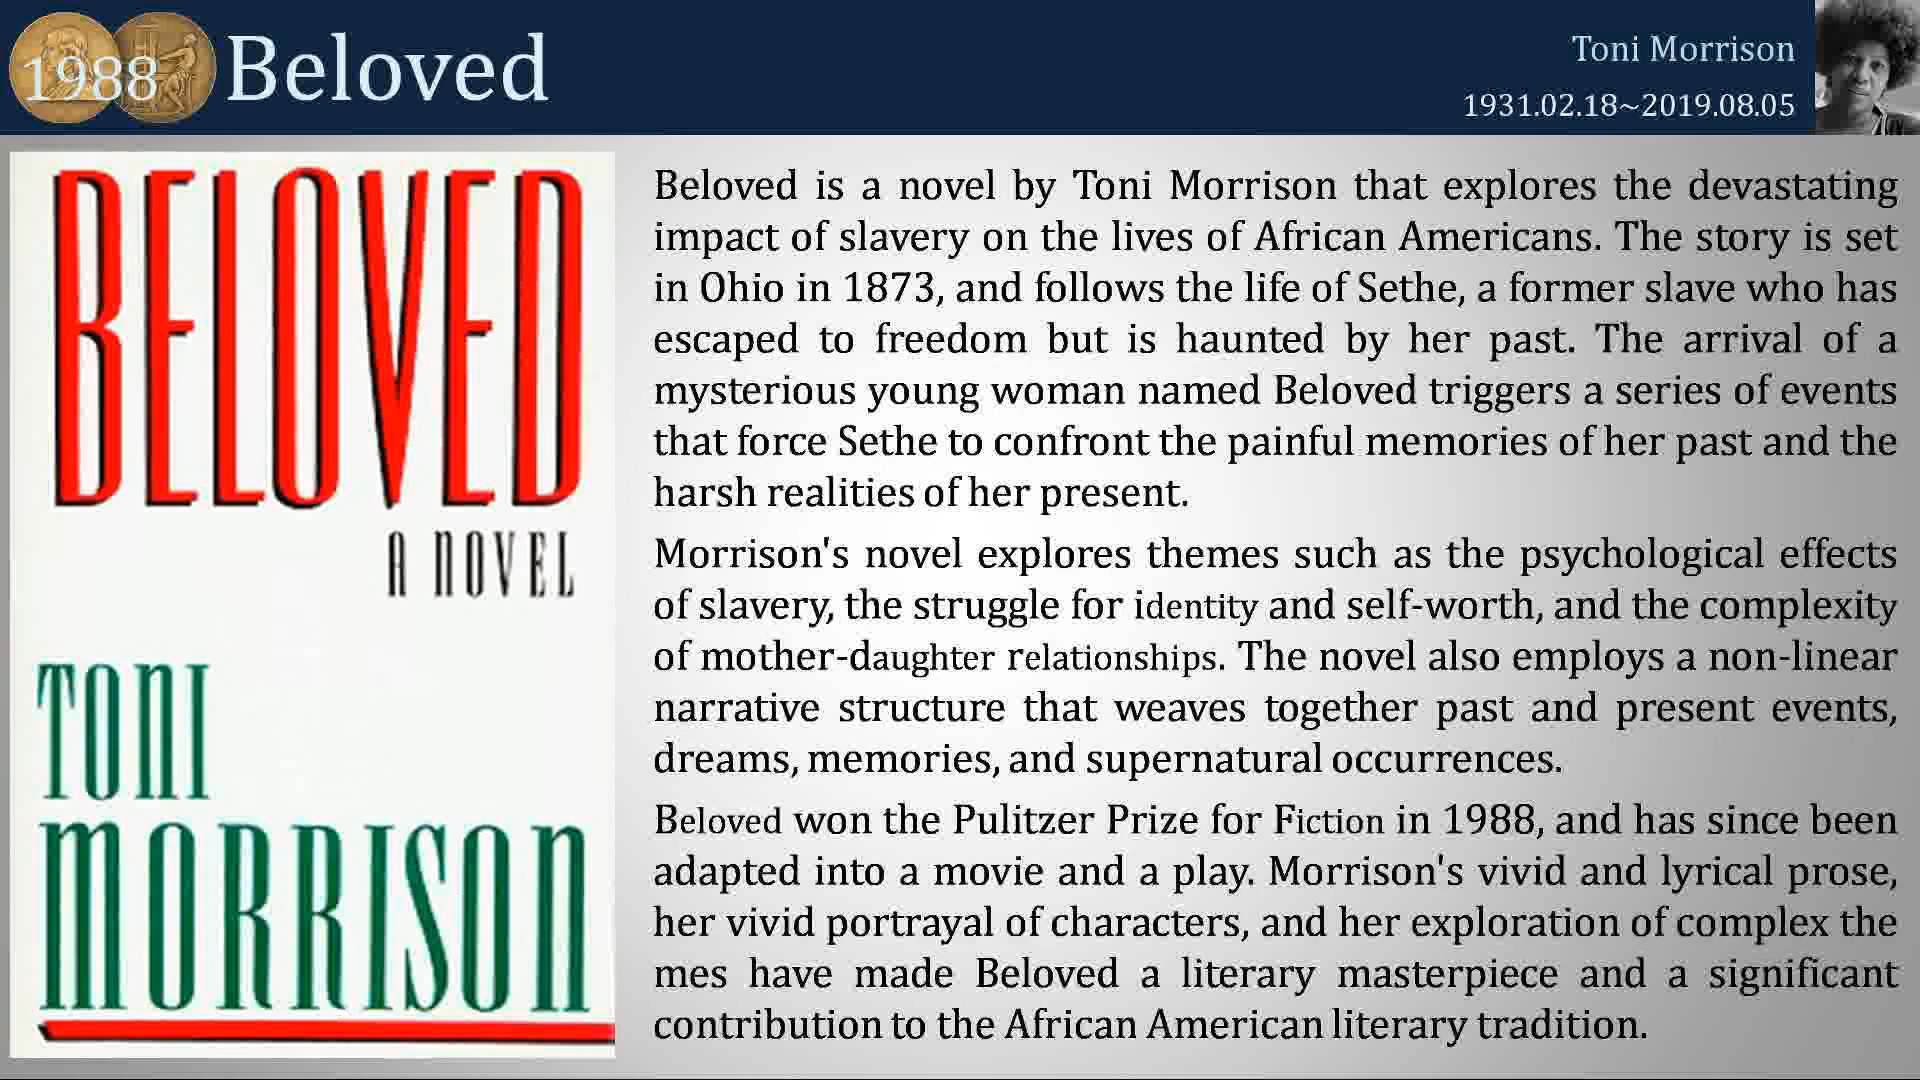 1988 Beloved
Toni Morrison
1931.02.18~2019.08.05
BELOVED
A NOVEL
TONI
MORRISON
Beloved is a novel by Toni Morrison that explores the devastating
impact of slavery on the lives of African Americans. The story is set
in Ohio in 1873, and follows the life of Sethe, a former slave who has
escaped to freedom but is haunted by her past. The arrival of a
mysterious young woman named Beloved triggers a series of events
that force Sethe to confront the painful memories of her past and the
harsh realities of her present.
Morrison's novel explores themes such as the psychological effects
of slavery, the struggle for identity and self-worth, and the complexity
of mother-daughter relationships. The novel also employs a non-linear
narrative structure that weaves together past and present events,
dreams, memories, and supernatural occurrences.
Beloved won the Pulitzer Prize for Fiction in 1988, and has since been
adapted into a movie and a play. Morrison's vivid and lyrical prose,
her vivid portrayal of characters, and her exploration of complex the
mes have made Beloved a literary masterpiece and a significant
contribution to the African American literary tradition.